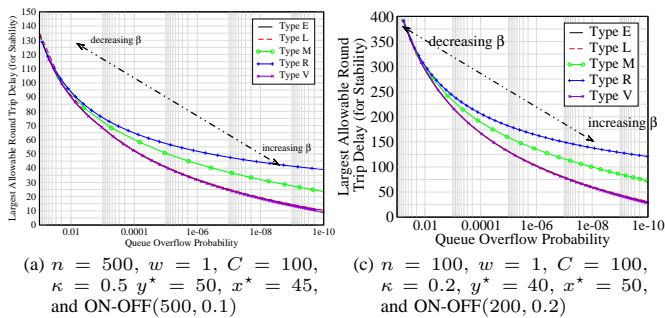 150
140
130
120
110
100
90
80
70
60
50
40
30
20
10
0
Largest Allowable Round Trip Delay (for Stability)
decreasing β
increasing β
Type E
Type L
Type M
Type R
Type V
0.01
0.0001
1e-06
1e-08
1e-10
Queue Overflow Probability
(a) n = 500, w = 1, C = 100,
κ = 0.5 y* = 50, x* = 45,
and ON-OFF(500, 0.1)
400
350
300
250
200
150
100
50
0
Largest Allowable Round
Trip Delay (for Stability)
decreasing β
increasing β
Type E
Type L
Type M
Type R
Type V
0.01
0.0001
1e-06
1e-08
1e-10
Queue Overflow Probability
(c) n = 100, w = 1, C = 100,
κ = 0.2, y* = 40, x* = 50,
and ON-OFF(200, 0.2)